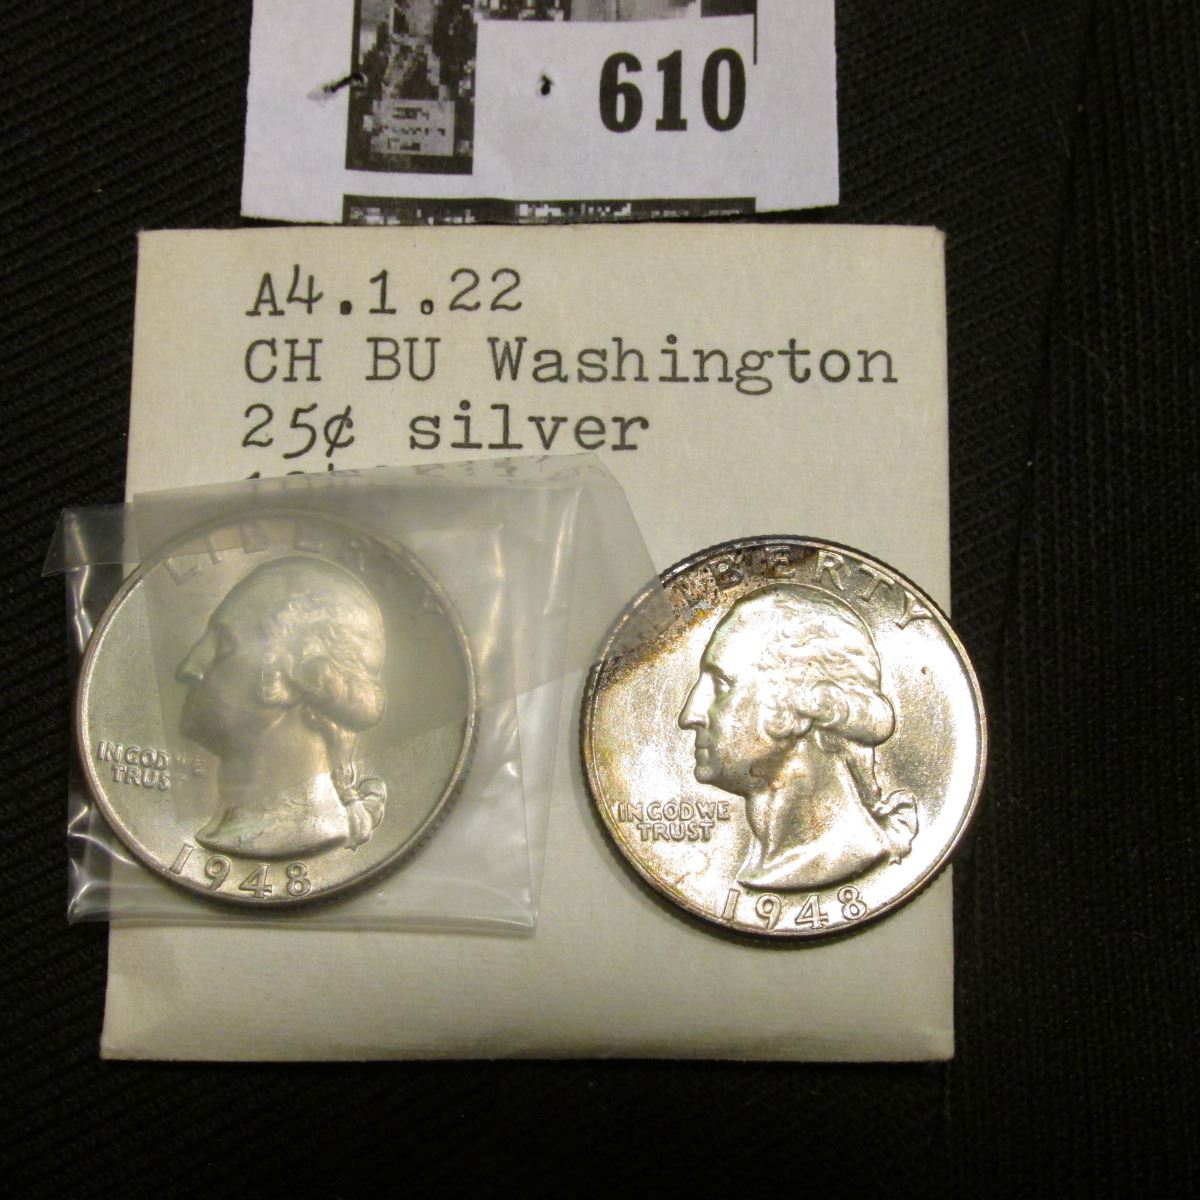 610
A4.1.22
CH BU Washington
25¢ silver
LIBERTY
IN GOD WE
TRUST
1948
LIBERTY
IN GOD WE
TRUST
1948